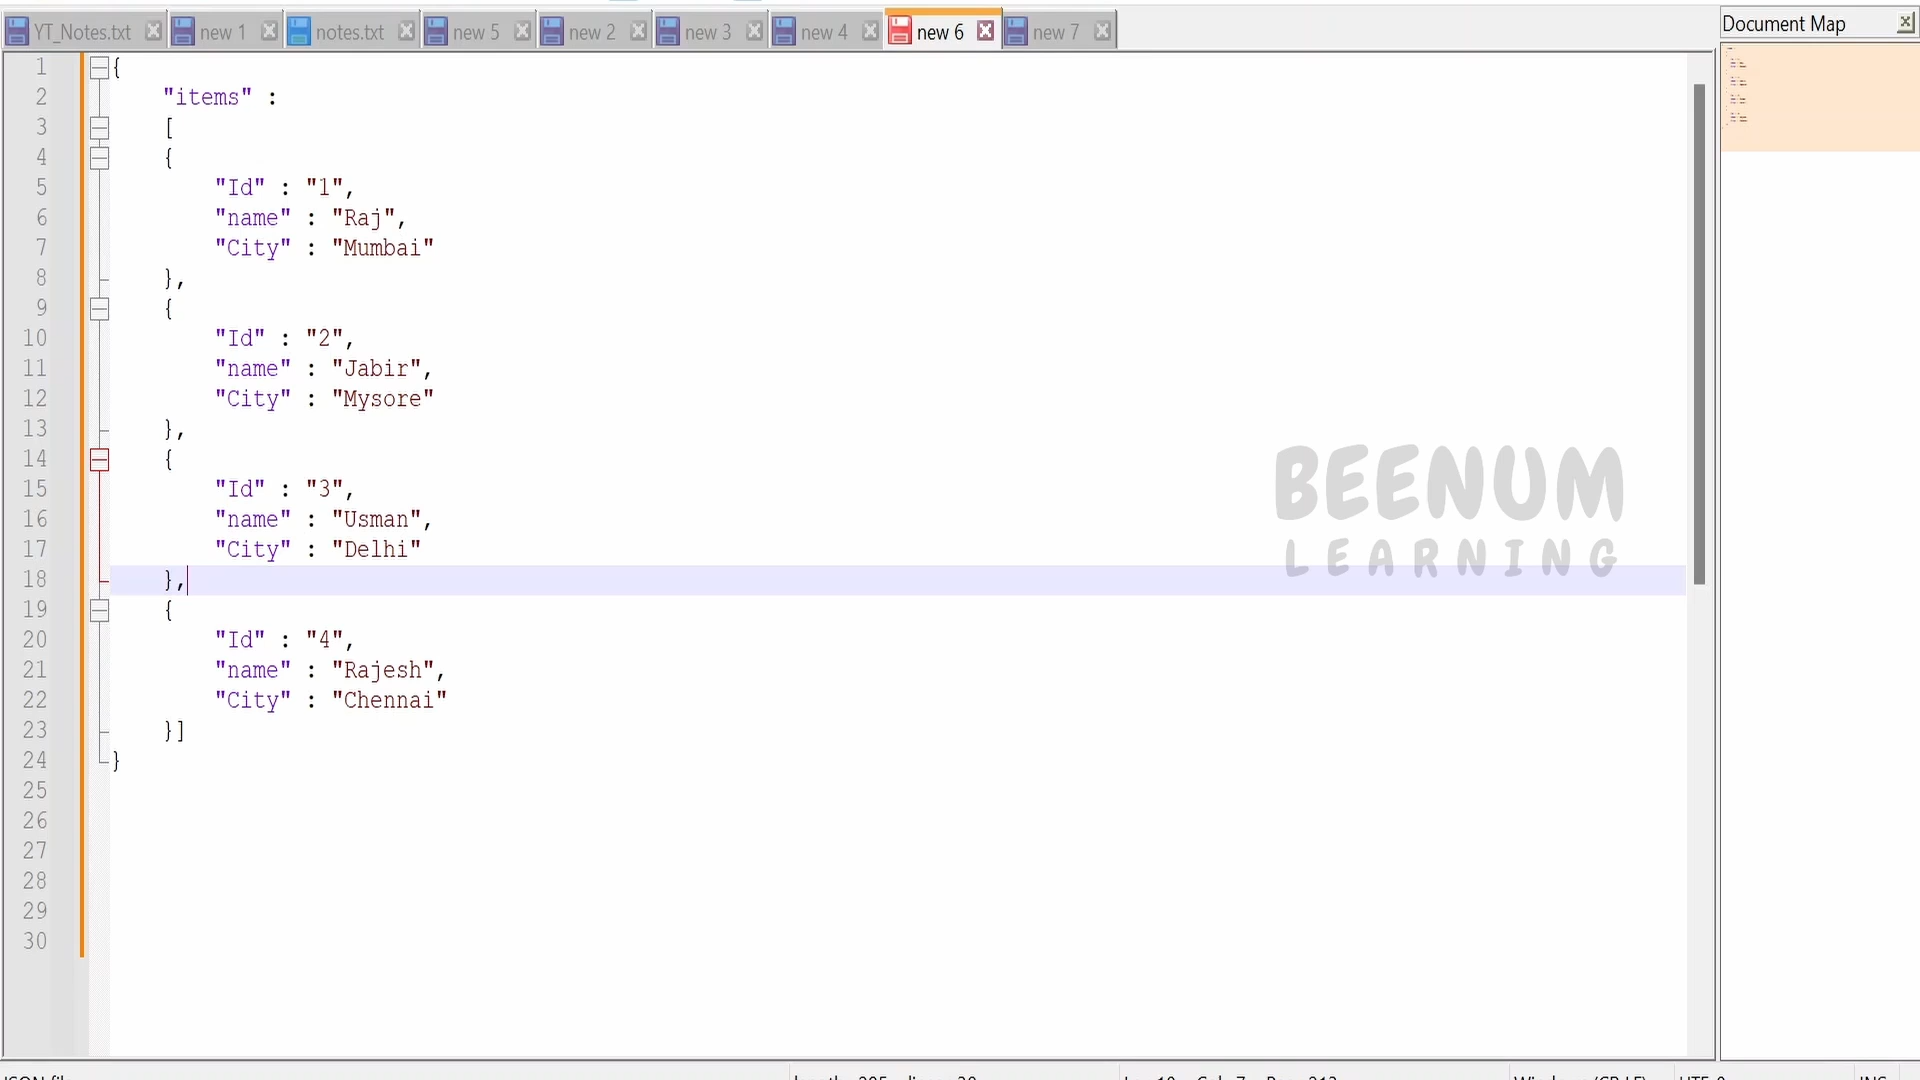 YT_Notes.txt new 1 notes.txt new 5 new 2 new 3 new 4 new 6 new 7
Document Map
1 {
2 "items" :
3 [
4 {
5 "Id" : "1",
6 "name" : "Raj",
7 "City" : "Mumbai"
8 },
9 {
10 "Id" : "2",
11 "name" : "Jabir",
12 "City" : "Mysore"
13 },
14 {
15 "Id" : "3",
16 "name" : "Usman",
17 "City" : "Delhi"
18 },
19 {
20 "Id" : "4",
21 "name" : "Rajesh",
22 "City" : "Chennai"
23 }]
24 }
25
26
27
28
29
30
BEENUM
LEARNING